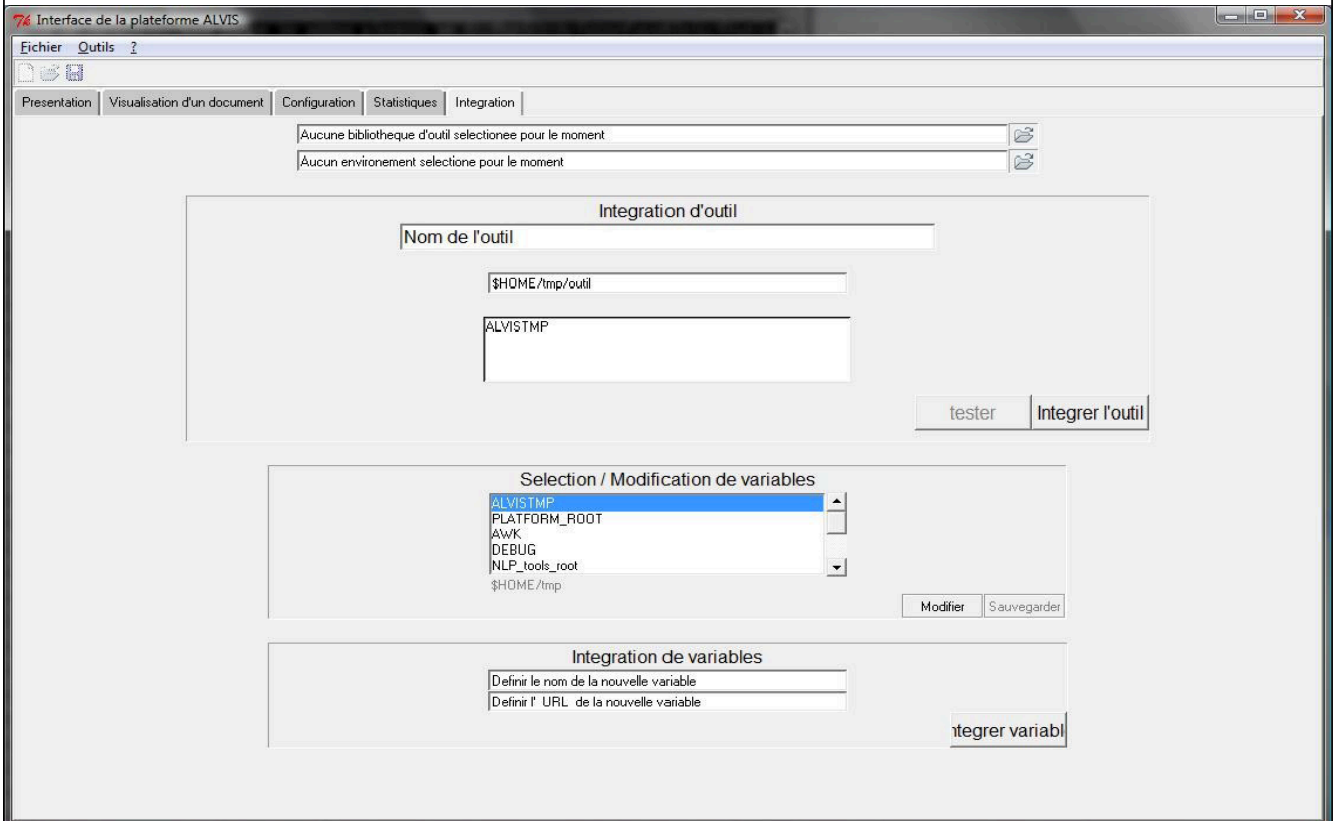 Interface de la plateforme ALVIS
Fichier Outils ?
Presentation Visualisation d'un document Configuration Statistiques Integration
Aucune bibliotheque d'outil selectionee pour le moment
Aucun environement selectione pour le moment
Integration d'outil
Nom de l'outil
$HOME/tmp/outil
ALVISTMP
tester Integrer l'outil
Selection / Modification de variables
ALVISTMP
PLATFORM_ROOT
AWK
DEBUG
NLP_tools_root
$HOME/tmp
Modifier Sauvegarder
Integration de variables
Definir le nom de la nouvelle variable
Definir l' URL de la nouvelle variable
ntegrer variabl